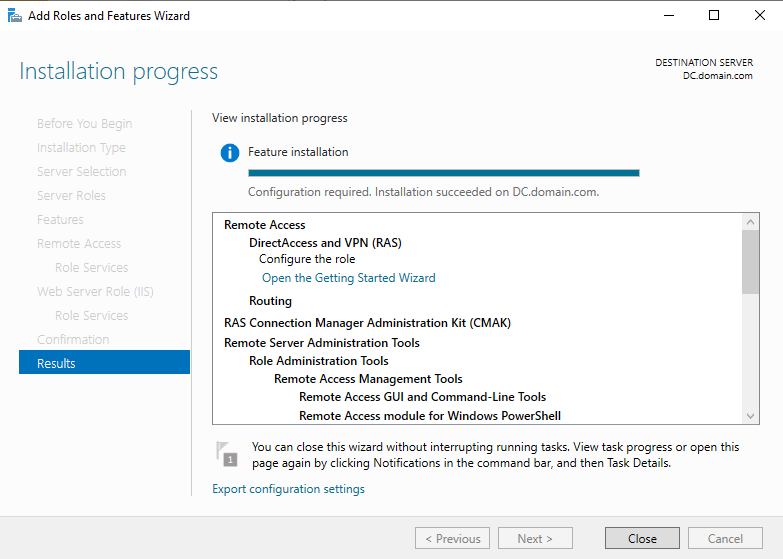 Add Roles and Features Wizard
Installation progress
DESTINATION SERVER
DC.domain.com
Before You Begin
Installation Type
Server Selection
Server Roles
Features
Remote Access
Role Services
Web Server Role (IIS)
Role Services
Confirmation
Results
View installation progress
Feature installation
Configuration required. Installation succeeded on DC.domain.com.
Remote Access
DirectAccess and VPN (RAS)
Configure the role
Open the Getting Started Wizard
Routing
RAS Connection Manager Administration Kit (CMAK)
Remote Server Administration Tools
Role Administration Tools
Remote Access Management Tools
Remote Access GUI and Command-Line Tools
Remote Access module for Windows PowerShell
1
You can close this wizard without interrupting running tasks. View task progress or open this
page again by clicking Notifications in the command bar, and then Task Details.
Export configuration settings
< Previous
Next >
Close
Cancel